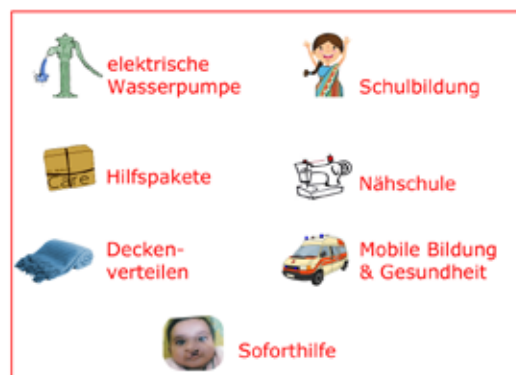 elektrische
Wasserpumpe
Schulbildung
Care
Hilfspakete
Nähschule
Decken-
verteilen
Mobile Bildung
& Gesundheit
Soforthilfe